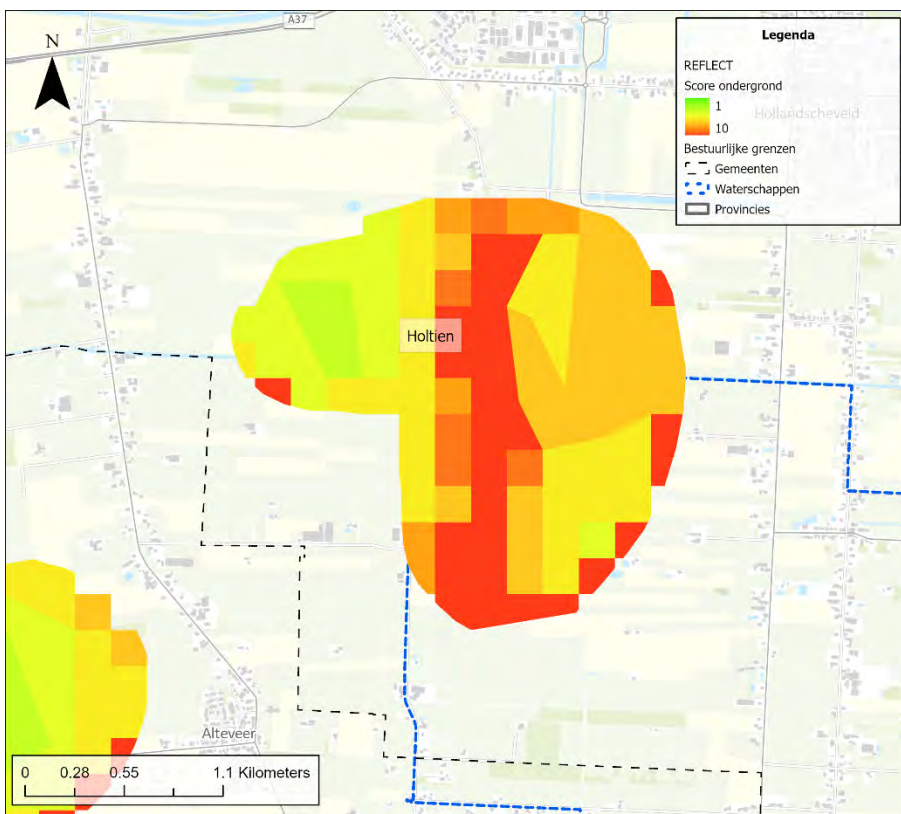 A37
N
Legenda
REFLECT
Score ondergrond
1
10
Hollandscheveld
Bestuurlijke grenzen
Gemeenten
Waterschappen
Provincies
Holtien
Alteveer
0 0.28 0.55 1.1 Kilometers